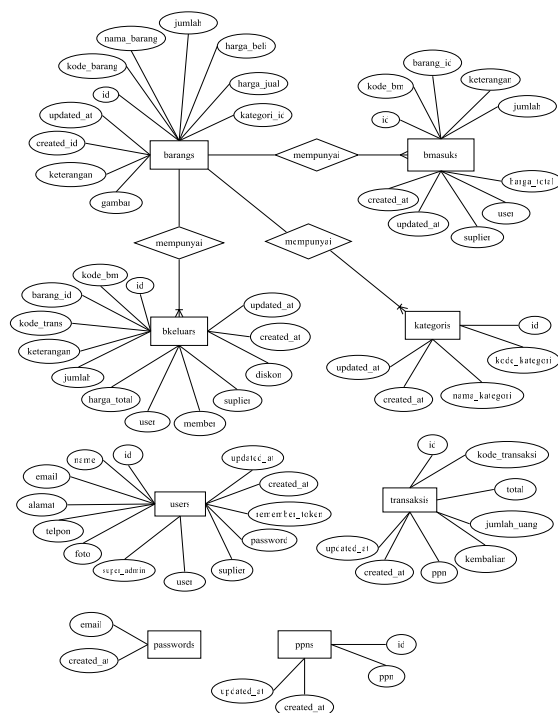 jumlah
nama_barang
harga_beli
kode_barang
harga_jual
id
kategori_id
updated_at
created_id
keterangan
gambar
barangs
mempunyai
barang_id
keterangan
kode_bm
jumlah
id
bmasuks
harga_total
user
suplier
updated_at
created_at
mempunyai
mempunyai
kode_bm
id
barang_id
kode_trans
keterangan
jumlah
harga_total
user
member
suplier
diskon
created_at
updated_at
bkeluars
kategoris
id
kode_kategori
nama_kategori
created_at
updated_at
name
id
email
alamat
telpon
foto
super_admin
user
suplier
password
remember_token
created_at
updated_at
users
id
kode_transaksi
total
jumlah_uang
kembalian
ppn
created_at
updated_at
transaksis
email
created_at
passwords
ppns
id
ppn
created_at
updated_at